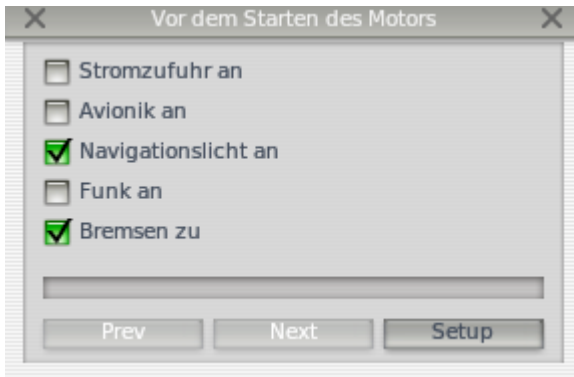 Vor dem Starten des Motors
Stromzufuhr an
Avionik an
Navigationslicht an
Funk an
Bremsen zu
Prev Next Setup